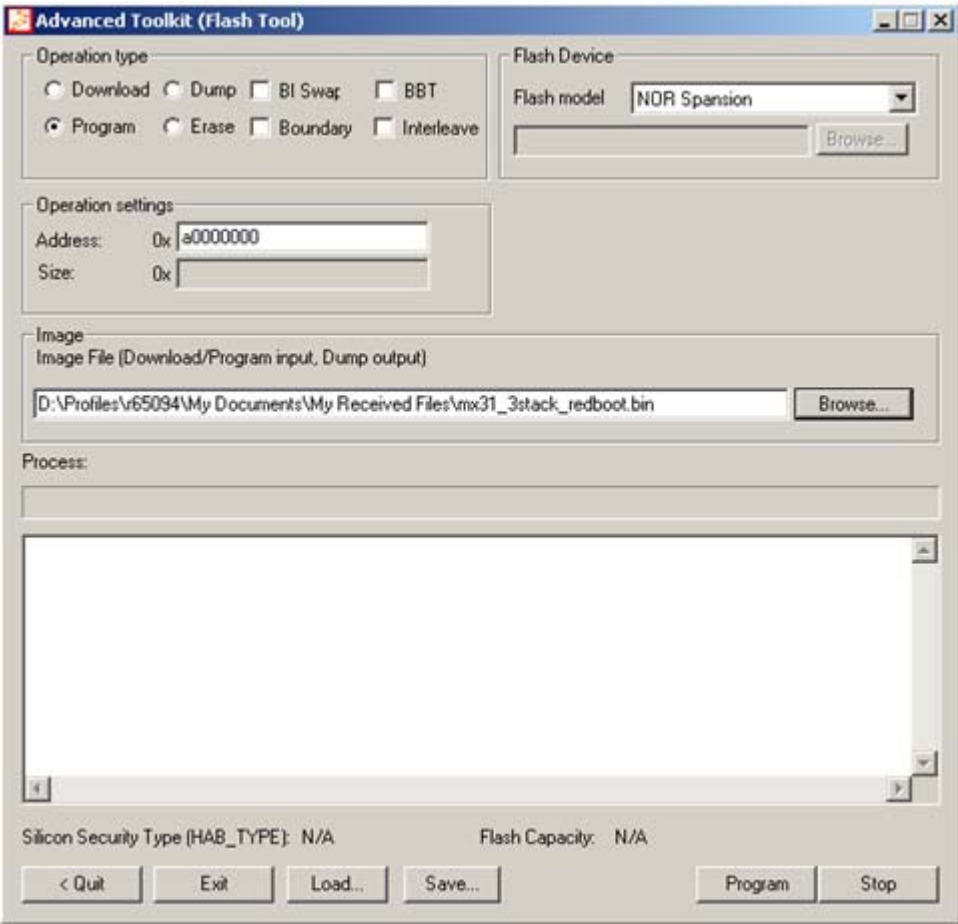 Advanced Toolkit (Flash Tool)
Operation type
Download Dump BI Swap BBT
Program Erase Boundary Interleave
Flash Device
Flash model NOR Spansion
Browse...
Operation settings
Address: 0x a0000000
Size: 0x
Image
Image File (Download/Program input, Dump output)
D:\Profiles\r65094\My Documents\My Received Files\mx31_3stack_redboot.bin Browse...
Process:
Silicon Security Type (HAB_TYPE): N/A Flash Capacity: N/A
< Quit Exit Load... Save... Program Stop